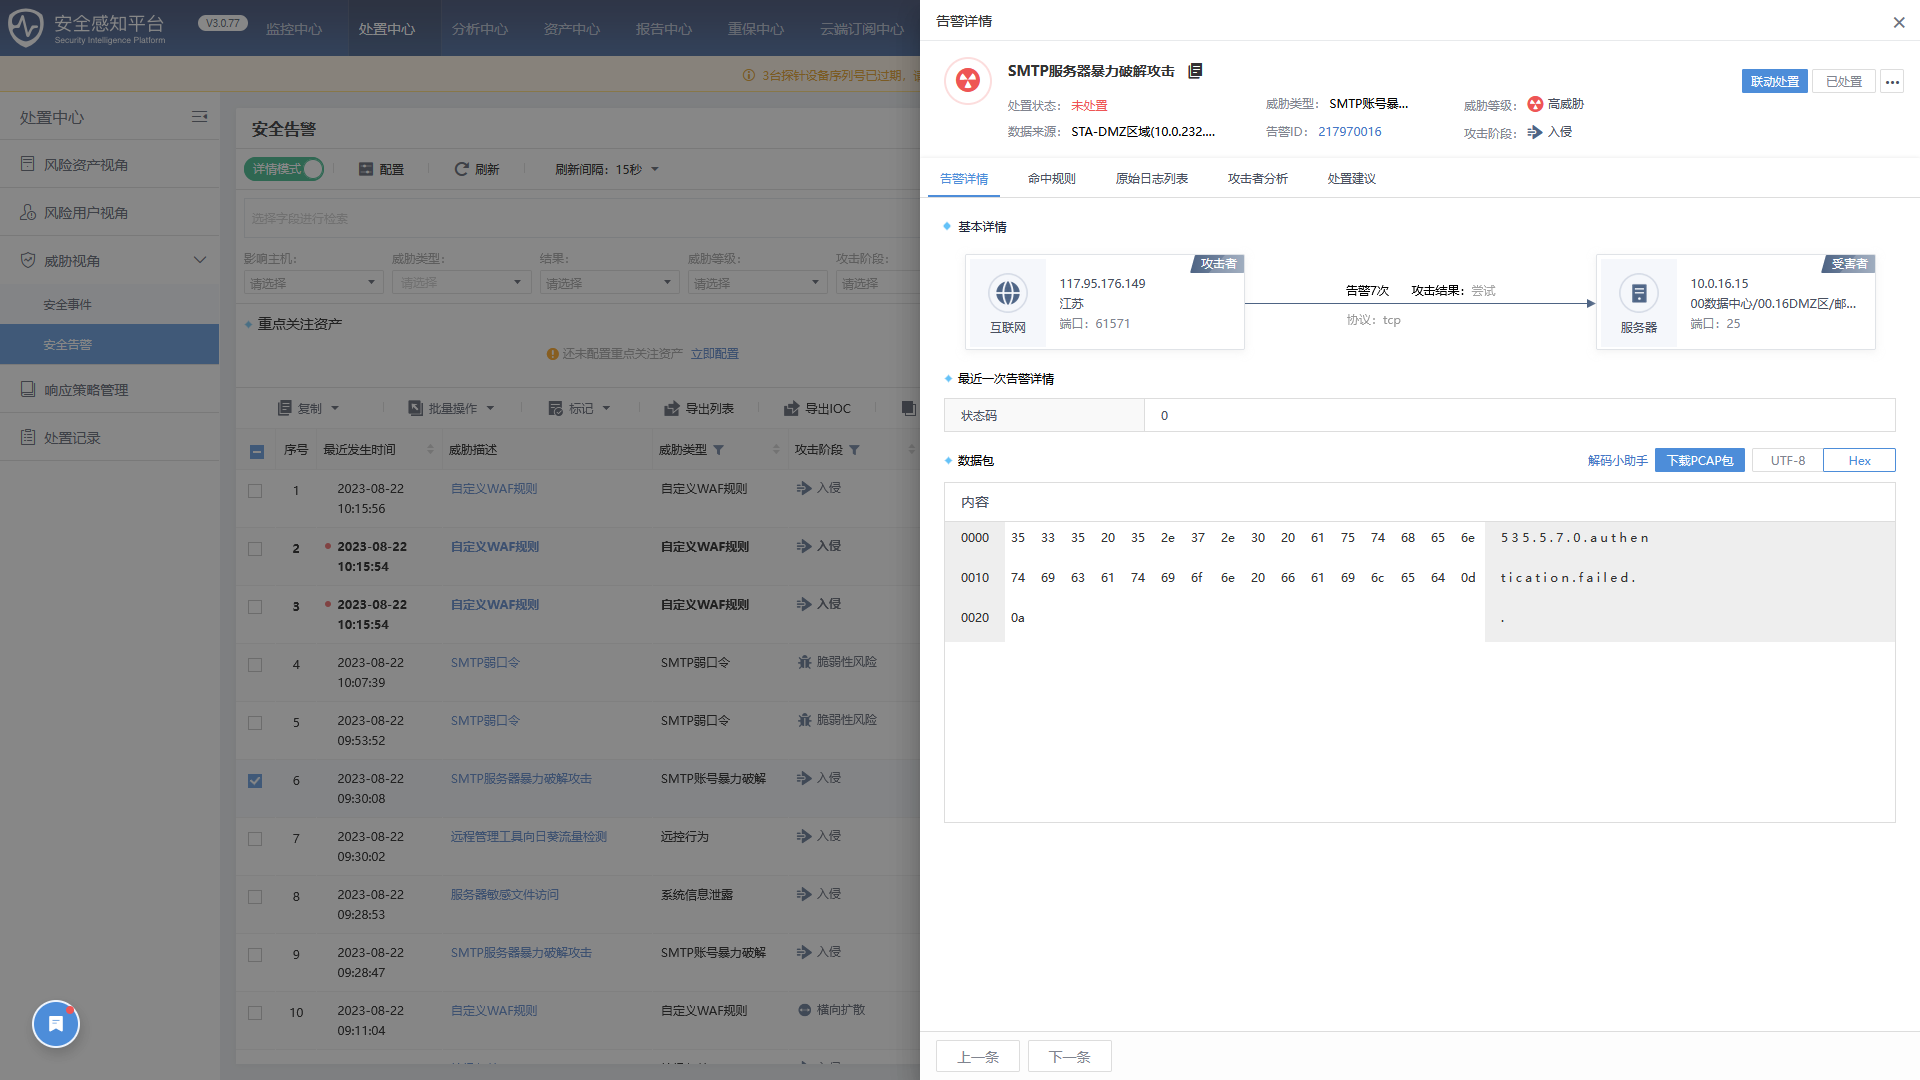 安全感知平台
Security Intelligence Platform
V3.0.77
监控中心
处置中心
分析中心
资产中心
报告中心
重保中心
云端订阅中心
3台探针设备序列号已过期，
处置中心
风险资产视角
风险用户视角
威胁视角
安全事件
安全告警
响应策略管理
处置记录
安全告警
详情模式
配置
刷新
刷新间隔：15秒
选择字段进行检索
影响主机：
威胁类型：
结果：
威胁等级：
攻击阶段：
请选择
请选择
请选择
请选择
请选择
重点关注资产
还未配置重点关注资产 立即配置
复制
批量操作
标记
导出列表
导出IOC
序号 最近发生时间 威胁描述 威胁类型 攻击阶段
1 2023-08-22 10:15:56 自定义WAF规则 自定义WAF规则 入侵
2 2023-08-22 10:15:54 自定义WAF规则 自定义WAF规则 入侵
3 2023-08-22 10:15:54 自定义WAF规则 自定义WAF规则 入侵
4 2023-08-22 10:07:39 SMTP弱口令 SMTP弱口令 脆弱性风险
5 2023-08-22 09:53:52 SMTP弱口令 SMTP弱口令 脆弱性风险
6 2023-08-22 09:30:08 SMTP服务器暴力破解攻击 SMTP账号暴力破解 入侵
7 2023-08-22 09:30:02 远程管理工具向日葵流量检测 远控行为 入侵
8 2023-08-22 09:28:53 服务器敏感文件访问 系统信息泄露 入侵
9 2023-08-22 09:28:47 SMTP服务器暴力破解攻击 SMTP账号暴力破解 入侵
10 2023-08-22 09:11:04 自定义WAF规则 自定义WAF规则 横向扩散
告警详情
SMTP服务器暴力破解攻击
联动处置
已处置
处置状态： 未处置
威胁类型： SMTP账号暴...
威胁等级： 高威胁
数据来源： STA-DMZ区域(10.0.232....
告警ID： 217970016
攻击阶段： 入侵
告警详情
命中规则
原始日志列表
攻击者分析
处置建议
基本详情
攻击者
互联网
117.95.176.149
江苏
端口：61571
告警7次 攻击结果：尝试
协议：tcp
受害者
服务器
10.0.16.15
00数据中心/00.16DMZ区/邮...
端口：25
最近一次告警详情
状态码 0
数据包
解码小助手
下载PCAP包
UTF-8
Hex
内容
0000 35 33 35 20 35 2e 37 2e 30 20 61 75 74 68 65 6e 535.5.7.0.authen
0010 74 69 63 61 74 69 6f 6e 20 66 61 69 6c 65 64 0d tication.failed.
0020 0a .
上一条
下一条